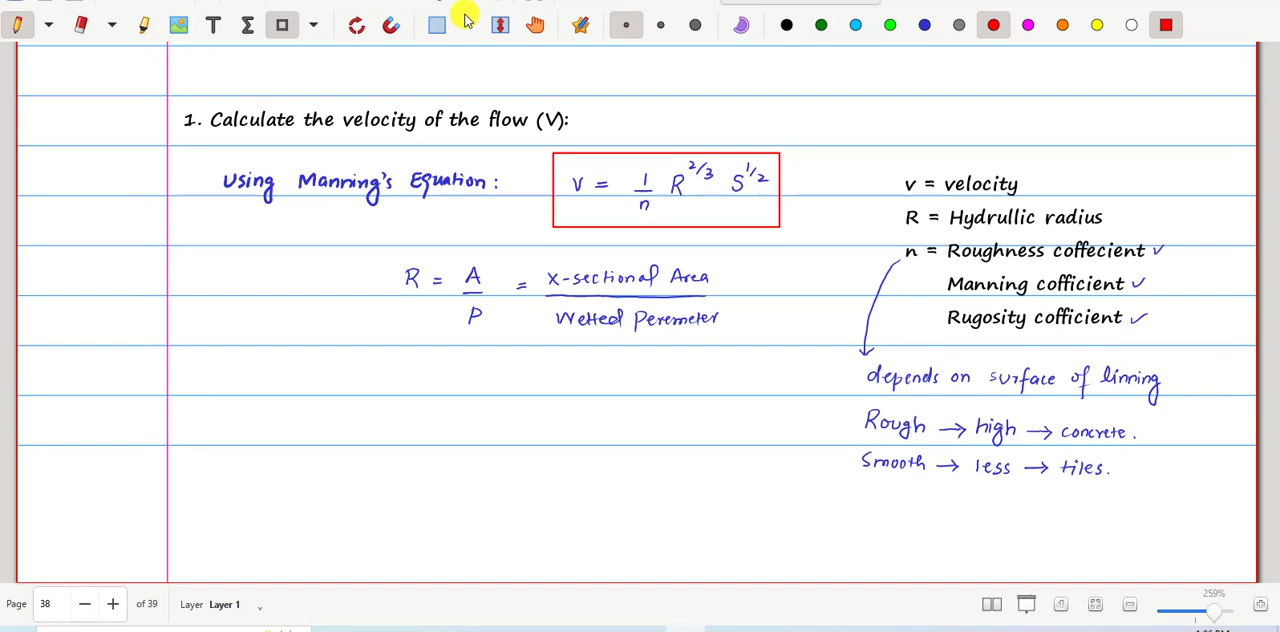 1. Calculate the velocity of the flow (V):
Using Manning's Equation: v = 1/n R^2/3 S^1/2
v = velocity
R = Hydrullic radius
n = Roughness coffecient ✓
Manning cofficient ✓
Rugosity cofficient ✓
R = A/P = X-sectional Area / Wetted Peremeter
depends on surface of linning
Rough → high → concrete.
Smooth → less → tiles.
Page 38 of 39 Layer Layer 1
259%